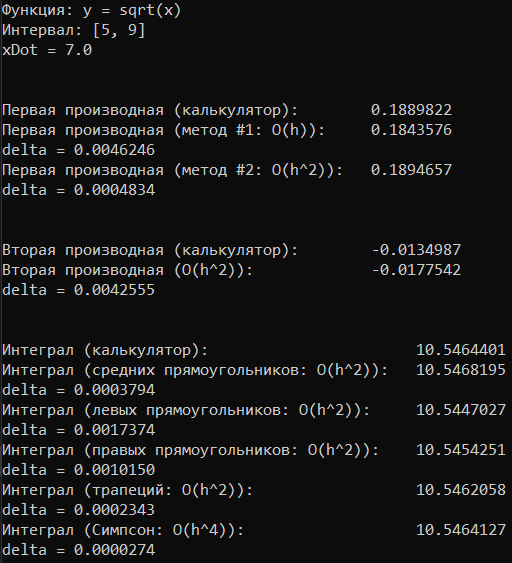 Функция: y = sqrt(x)
Интервал: [5, 9]
xDot = 7.0
Первая производная (калькулятор): 0.1889822
Первая производная (метод #1: O(h)): 0.1843576
delta = 0.0046246
Первая производная (метод #2: O(h^2)): 0.1894657
delta = 0.0004834
Вторая производная (калькулятор): -0.0134987
Вторая производная (O(h^2)): -0.0177542
delta = 0.0042555
Интеграл (калькулятор): 10.5464401
Интеграл (средних прямоугольников: O(h^2)): 10.5468195
delta = 0.0003794
Интеграл (левых прямоугольников: O(h^2)): 10.5447027
delta = 0.0017374
Интеграл (правых прямоугольников: O(h^2)): 10.5454251
delta = 0.0010150
Интеграл (трапеций: O(h^2)): 10.5462058
delta = 0.0002343
Интеграл (Симпсон: O(h^4)): 10.5464127
delta = 0.0000274